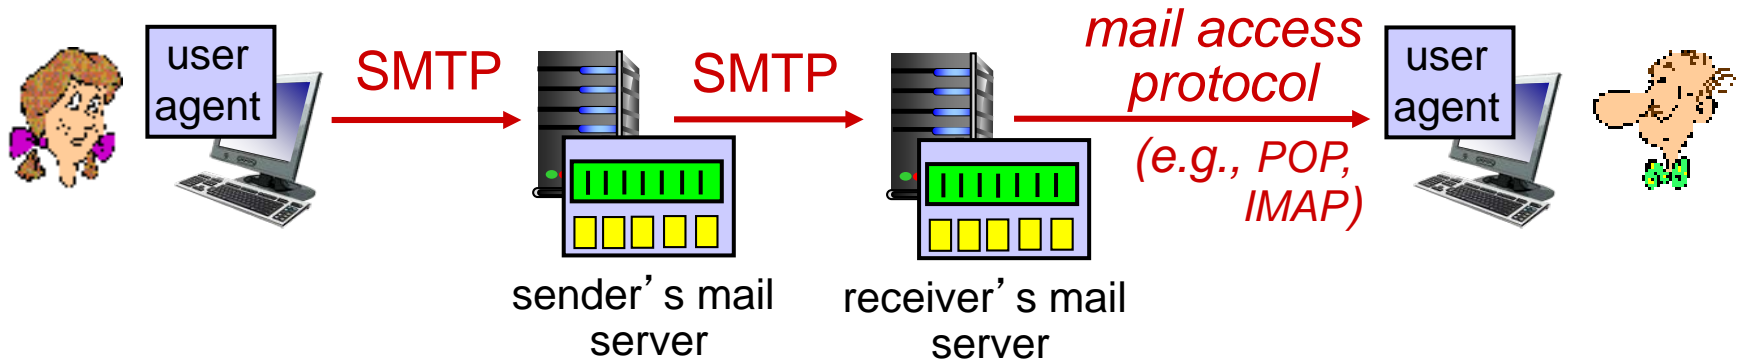 user
agent
SMTP
SMTP
mail access
protocol
(e.g., POP,
IMAP)
user
agent
sender’s mail
server
receiver’s mail
server